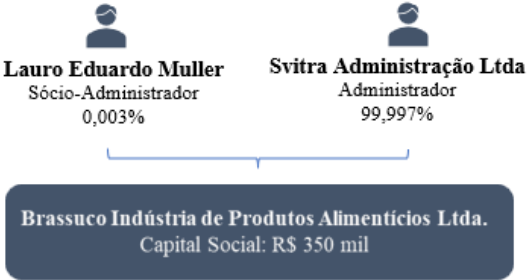 Lauro Eduardo Muller
Sócio-Administrador
0,003%
Svitra Administração Ltda
Administrador
99,997%
Brassuco Indústria de Produtos Alimentícios Ltda.
Capital Social: R$ 350 mil